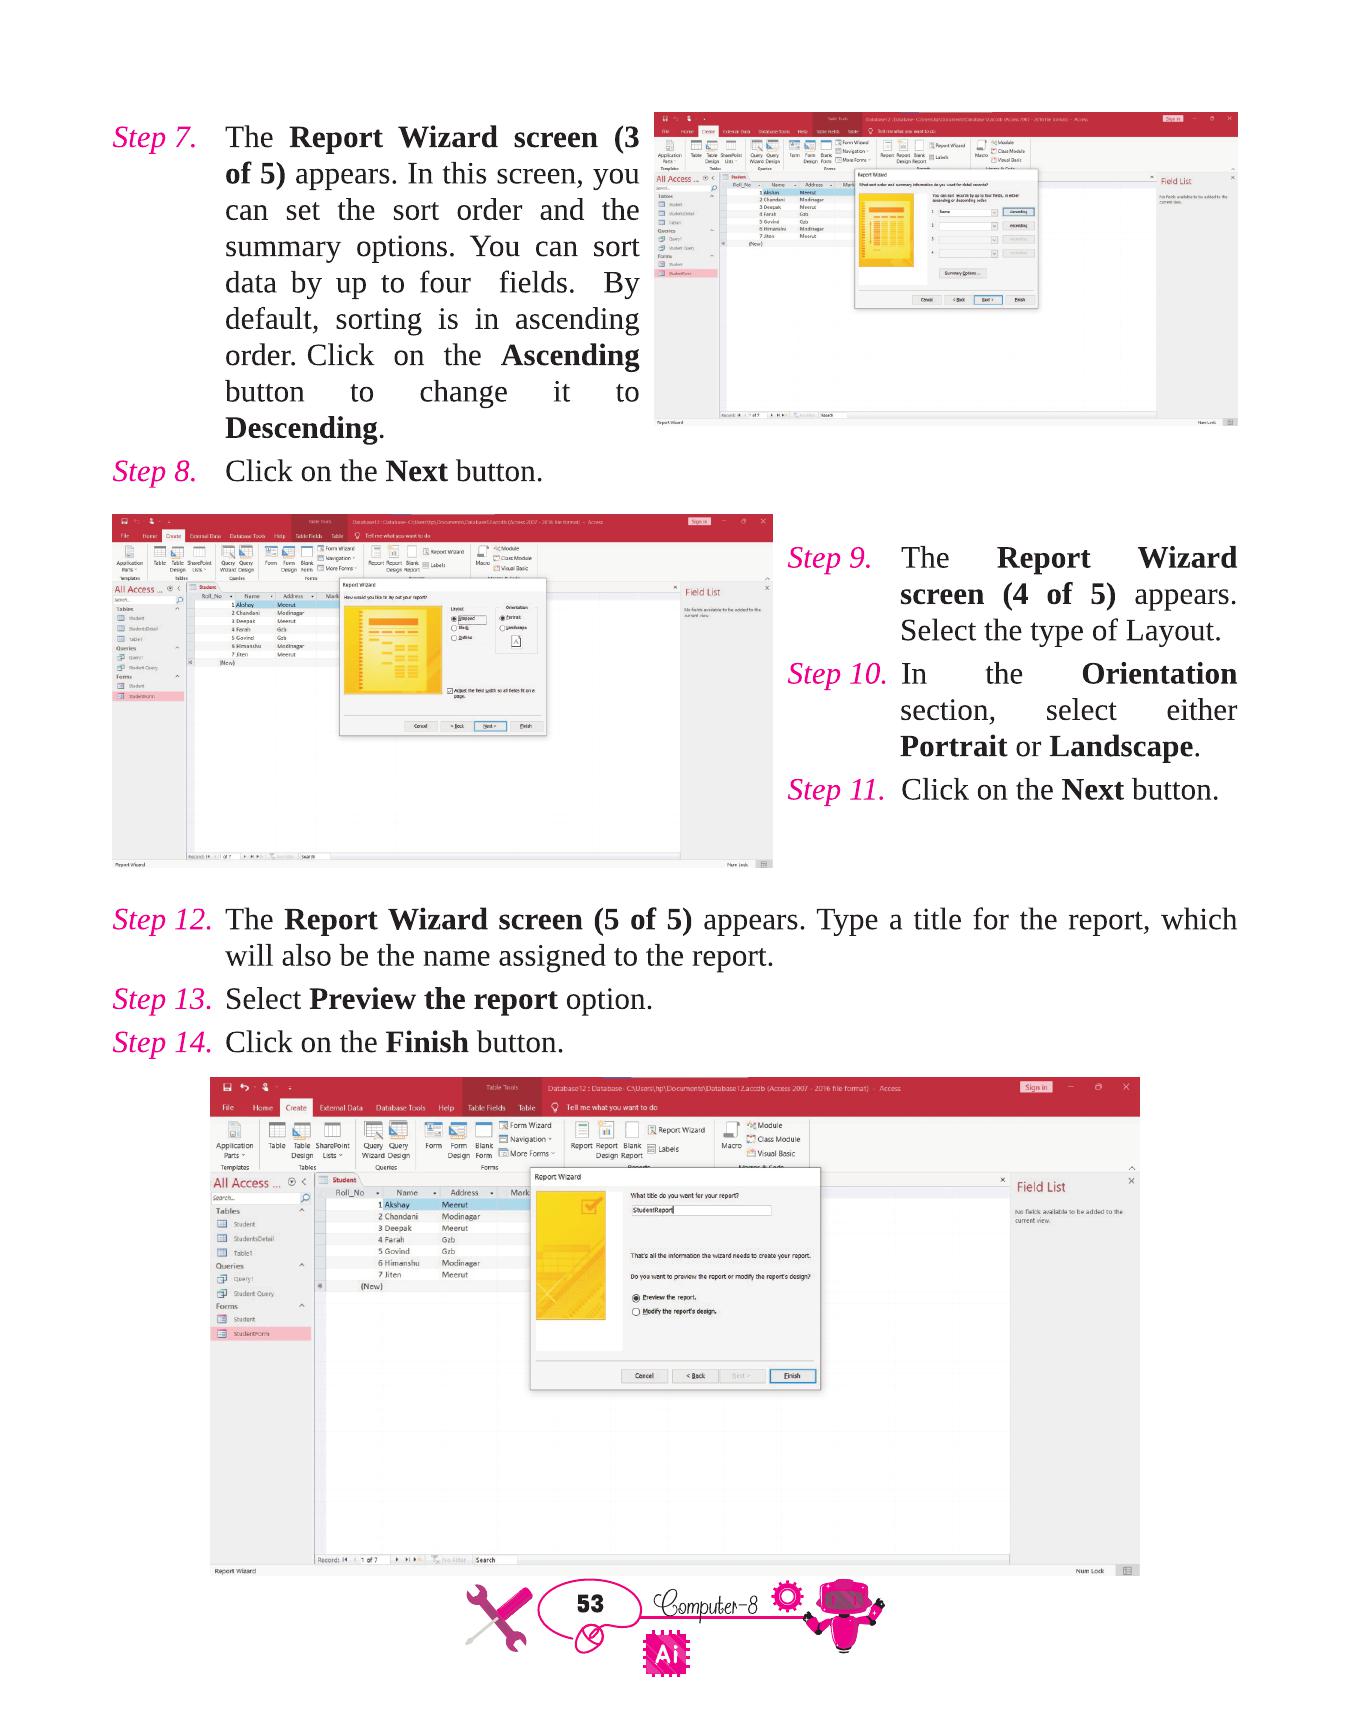 Step 7. The Report Wizard screen (3
of 5) appears. In this screen, you
can set the sort order and the
summary options. You can sort
data by up to four fields. By
default, sorting is in ascending
order. Click on the Ascending
button to change it to
Descending.
Step 8. Click on the Next button.
Step 9. The Report Wizard
screen (4 of 5) appears.
Select the type of Layout.
Step 10. In the Orientation
section, select either
Portrait or Landscape.
Step 11. Click on the Next button.
Step 12. The Report Wizard screen (5 of 5) appears. Type a title for the report, which
will also be the name assigned to the report.
Step 13. Select Preview the report option.
Step 14. Click on the Finish button.
Table Tools Database12 : Database- C:\Users\hp\Documents\Database12.accdb (Access 2007 - 2016 file format) - Access Sign in
File Home Create External Data Database Tools Help Table Fields Table Tell me what you want to do
Application Parts Table Table Design SharePoint Lists Query Wizard Query Design Form Form Design Blank Form Form Wizard Navigation More Forms Report Report Design Blank Report Report Wizard Labels Macro Module Class Module Visual Basic
Templates Tables Queries Forms
All Access ...
Search...
Tables
Student
StudentsDetail
Table1
Queries
Query1
Student Query
Forms
Student
StudentForm
Student
Roll_No Name Address Mark
1 Akshay Meerut
2 Chandani Modinagar
3 Deepak Meerut
4 Farah Gzb
5 Govind Gzb
6 Himanshu Modinagar
7 Jiten Meerut
(New)
Report Wizard
What title do you want for your report?
StudentReport
That's all the information the wizard needs to create your report.
Do you want to preview the report or modify the report's design?
Preview the report.
Modify the report's design.
Cancel < Back Next > Finish
Field List
No fields available to be added to the
current view.
Record: 1 of 7 No Filter Search
Report Wizard Num Lock
53 Computer-8
Ai